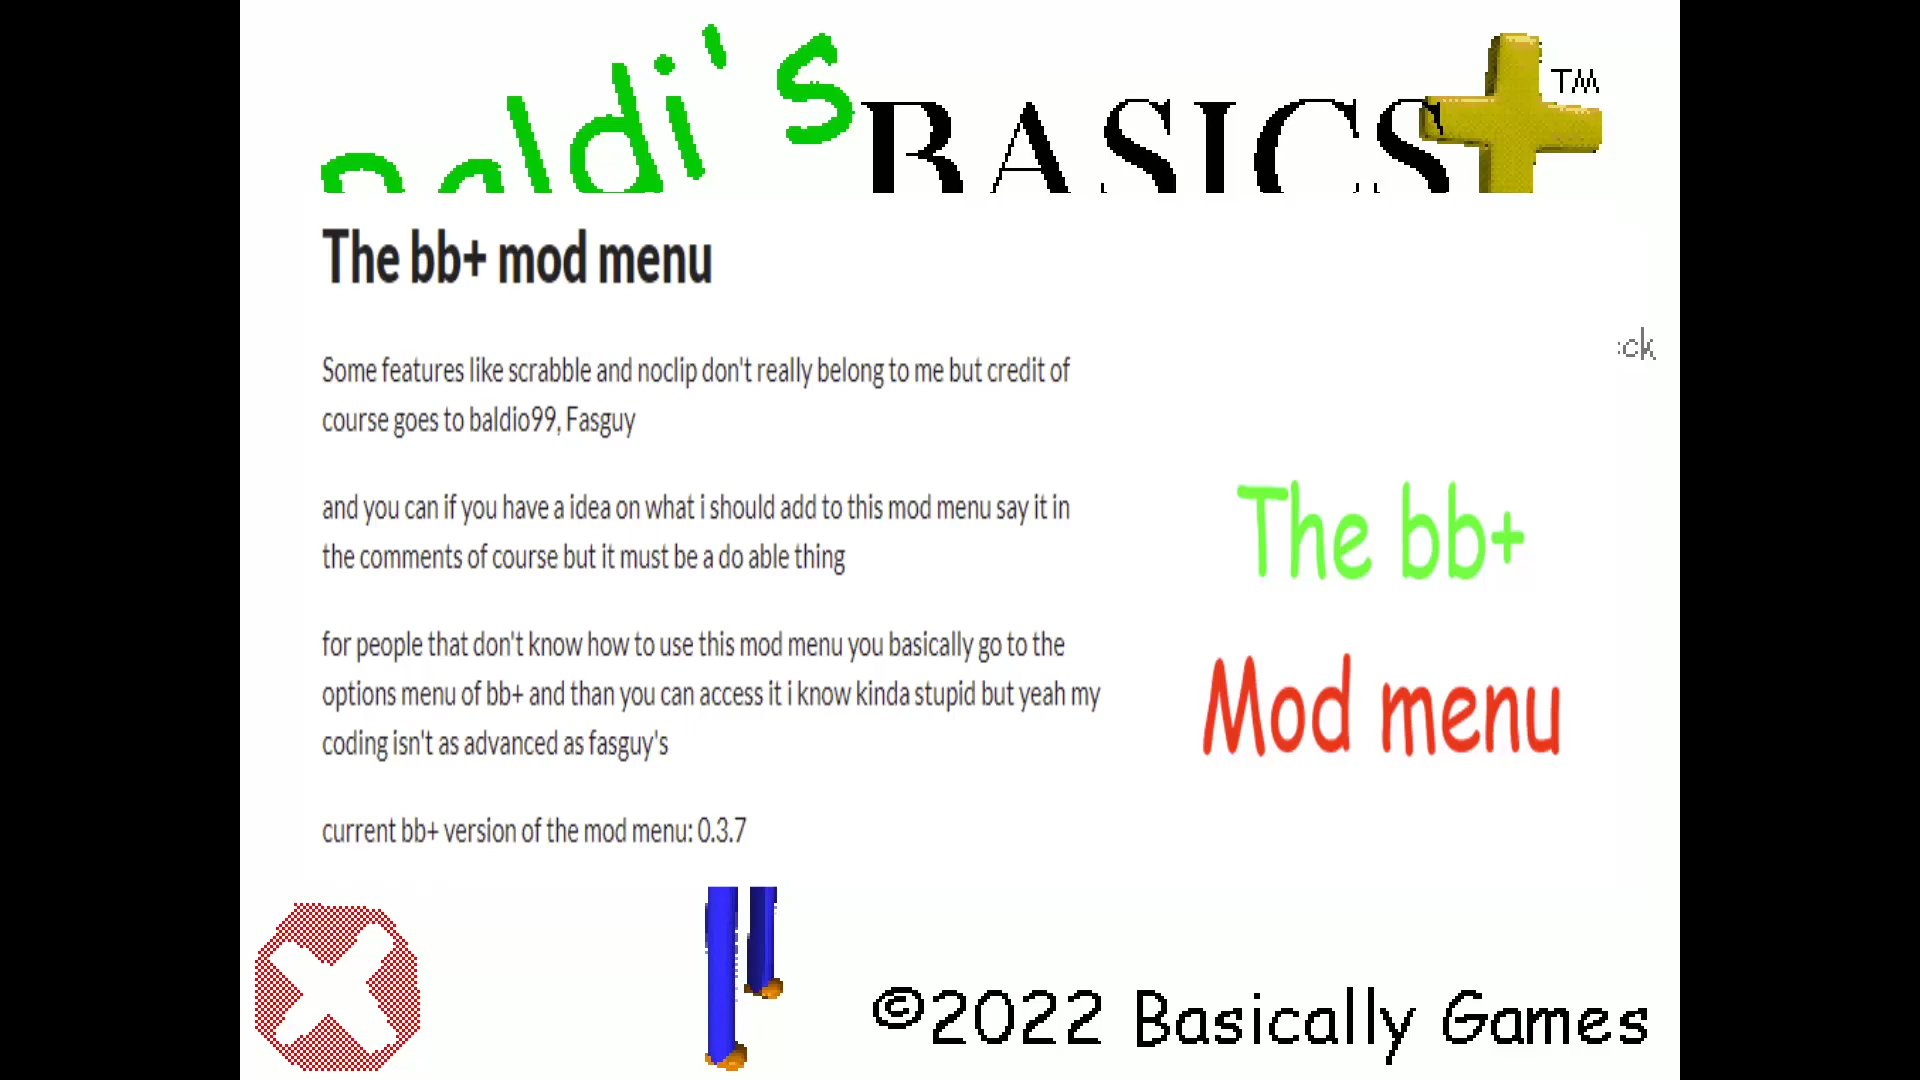 Baldi's BASICS+ TM
The bb+ mod menu
Some features like scrabble and noclip don't really belong to me but credit of
course goes to baldio99, Fasguy
and you can if you have a idea on what i should add to this mod menu say it in
the comments of course but it must be a do able thing
for people that don't know how to use this mod menu you basically go to the
options menu of bb+ and than you can access it i know kinda stupid but yeah my
coding isn't as advanced as fasguy's
current bb+ version of the mod menu: 0.3.7
ck
The bb+
Mod menu
©2022 Basically Games